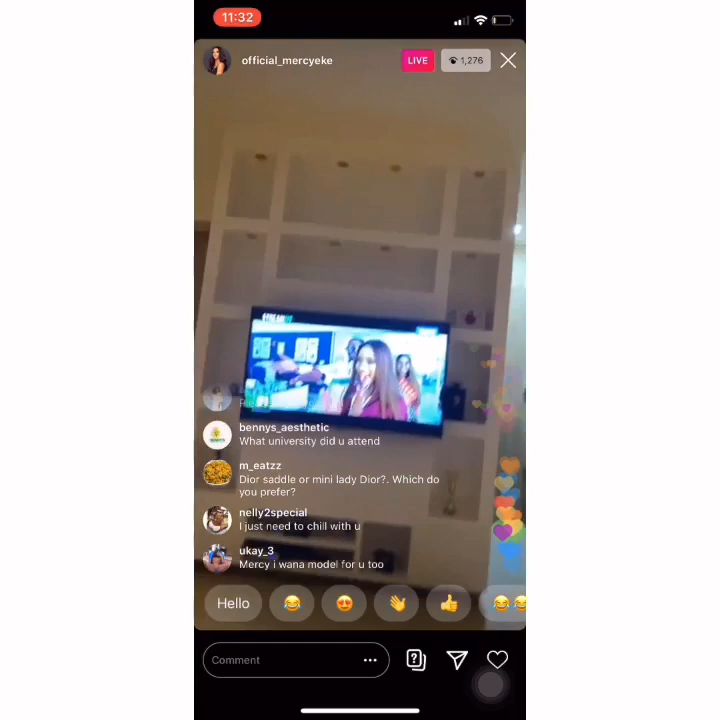 11:32
official_mercyeke
LIVE
1,276
bennys_aesthetic
What university did u attend
m_eatzz
Dior saddle or mini lady Dior?. Which do
you prefer?
nelly2special
I just need to chill with u
ukay_3
Mercy i wana model for u too
Hello
Comment